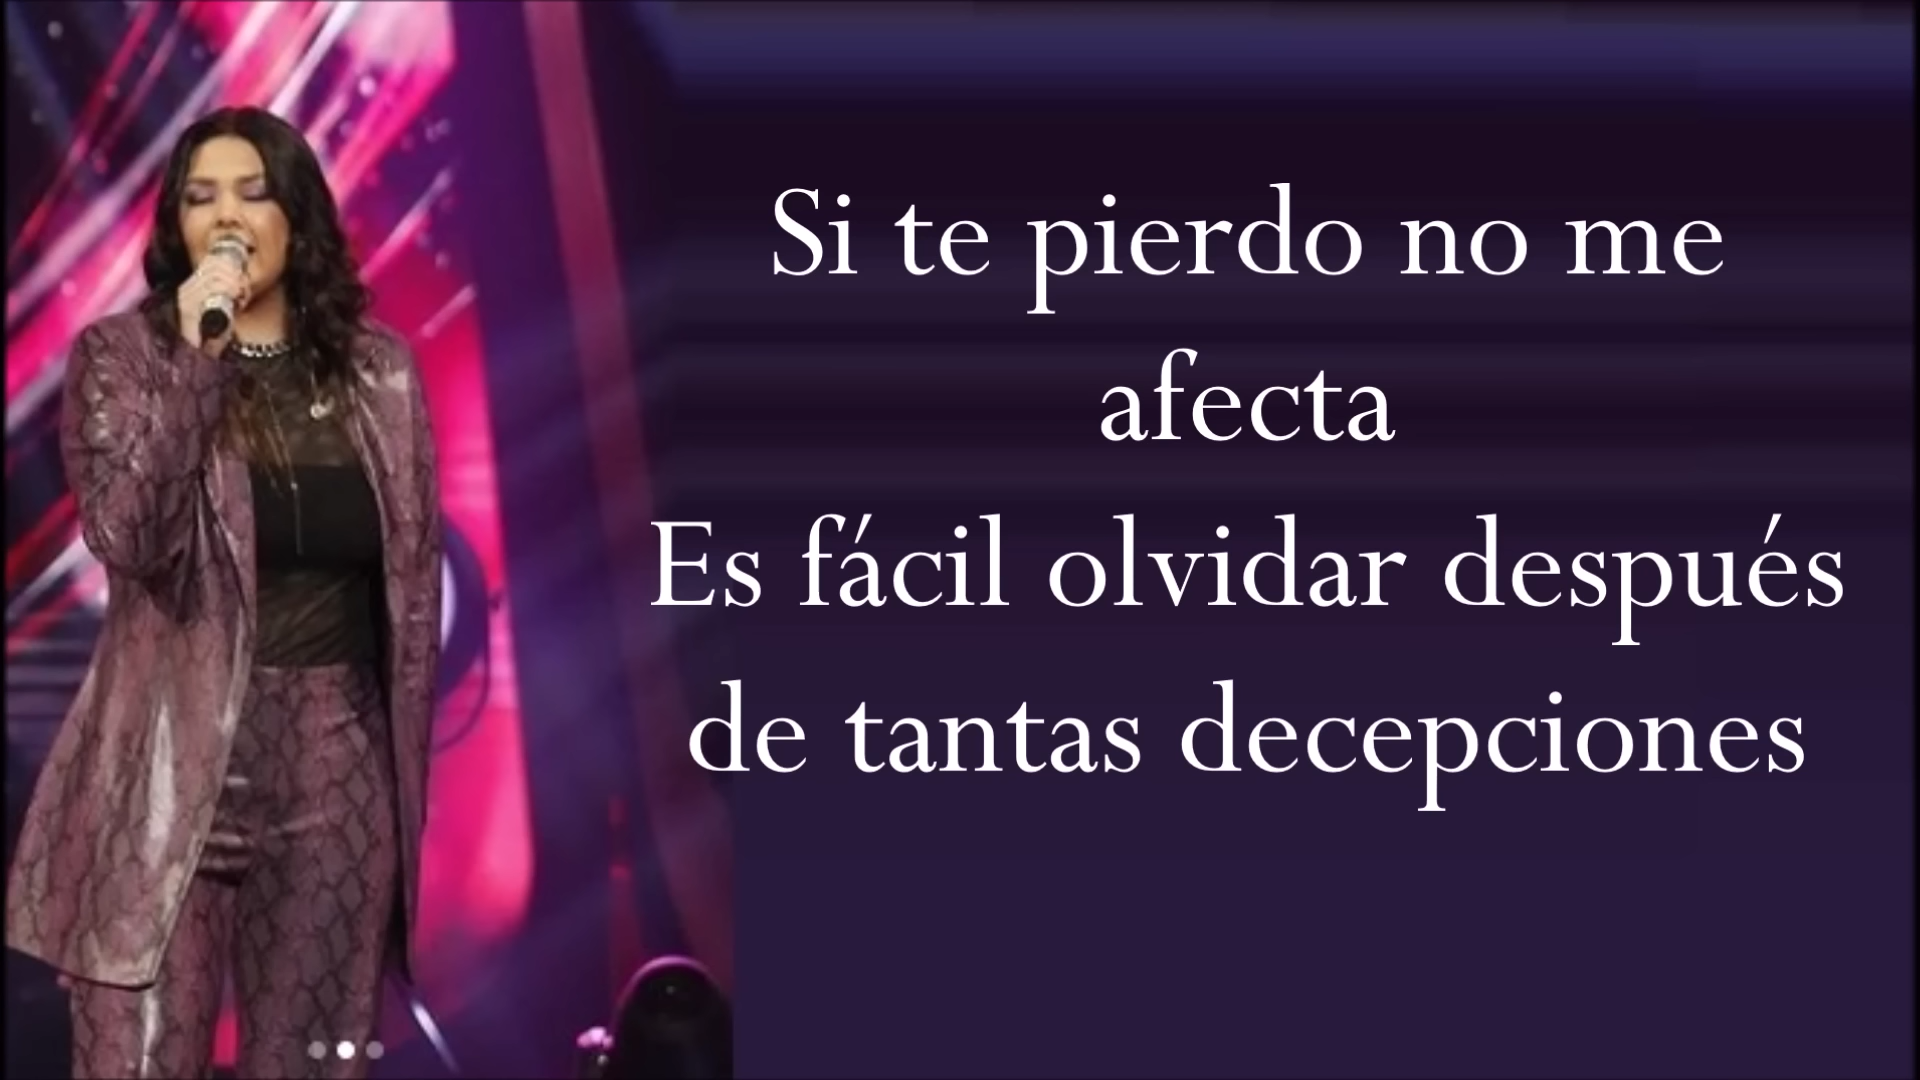 Si te pierdo no me
afecta
Es fácil olvidar después
de tantas decepciones